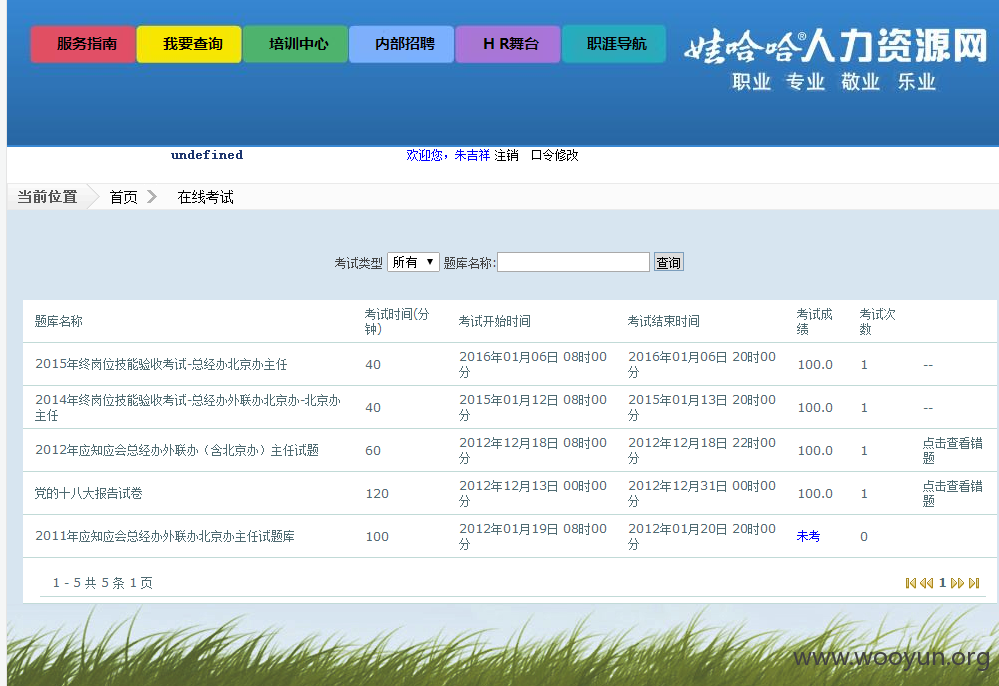 服务指南 我要查询 培训中心 内部招聘 H R舞台 职涯导航
娃哈哈®人力资源网
职业 专业 敬业 乐业
undefined 欢迎您，朱吉祥 注销 口令修改
当前位置 首页 在线考试
考试类型 所有 ▼ 题库名称: 查询
题库名称 考试时间(分钟) 考试开始时间 考试结束时间 考试成绩 考试次数
2015年终岗位技能验收考试-总经办北京办主任 40 2016年01月06日 08时00分 2016年01月06日 20时00分 100.0 1 --
2014年终岗位技能验收考试-总经办外联办北京办-北京办主任 40 2015年01月12日 08时00分 2015年01月13日 20时00分 100.0 1 --
2012年应知应会总经办外联办（含北京办）主任试题 60 2012年12月18日 08时00分 2012年12月18日 22时00分 100.0 1 点击查看错题
党的十八大报告试卷 120 2012年12月13日 00时00分 2012年12月31日 00时00分 100.0 1 点击查看错题
2011年应知应会总经办外联办北京办主任试题库 100 2012年01月19日 08时00分 2012年01月20日 20时00分 未考 0
1 - 5 共 5 条 1 页 1
www.wooyun.org